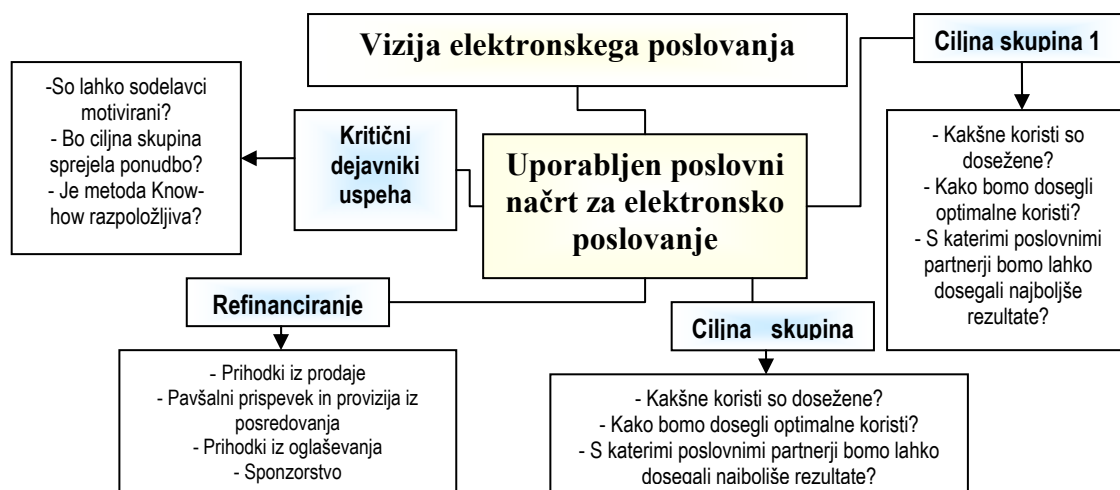 Vizija elektronskega poslovanja
Ciljna skupina 1
-So lahko sodelavci
motivirani?
- Bo ciljna skupina
sprejela ponudbo?
- Je metoda Know-
how razpoložljiva?
Kritični
dejavniki
uspeha
Uporabljen poslovni
načrt za elektronsko
poslovanje
- Kakšne koristi so
dosežene?
- Kako bomo dosegli
optimalne koristi?
- S katerimi poslovnimi
partnerji bomo lahko
dosegali najboljše
rezultate?
Refinanciranje
Ciljna skupina
- Prihodki iz prodaje
- Pavšalni prispevek in provizija iz
posredovanja
- Prihodki iz oglaševanja
- Sponzorstvo
- Kakšne koristi so dosežene?
- Kako bomo dosegli optimalne koristi?
- S katerimi poslovnimi partnerji bomo lahko
dosegali najboljše rezultate?